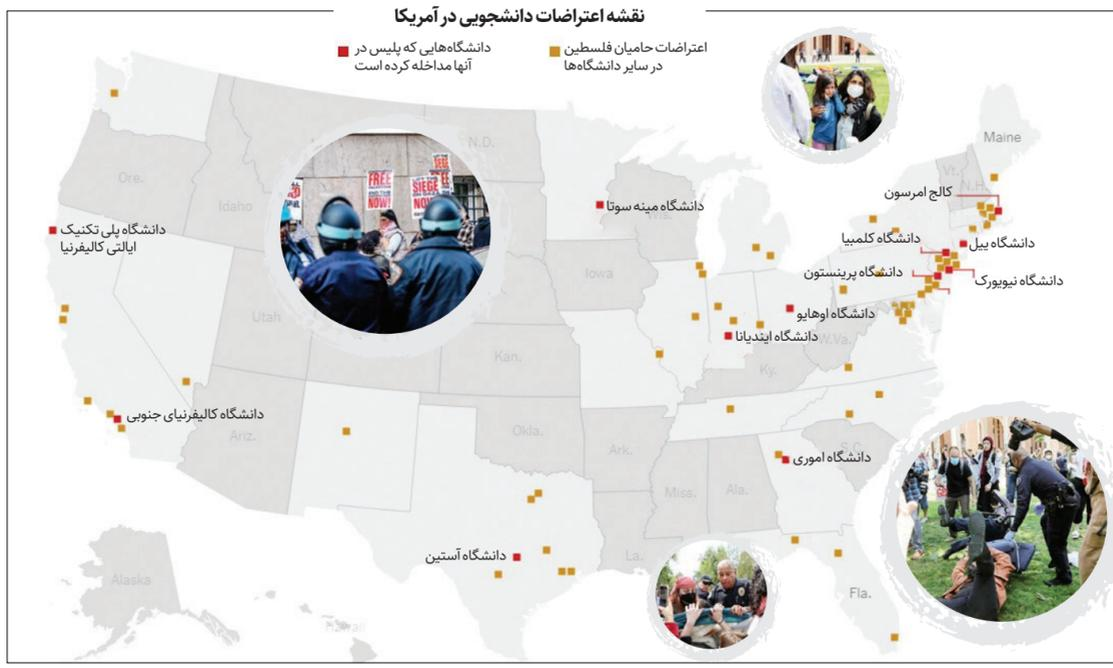 نقشه اعتراضات دانشجویی در آمریکا
اعتراضات حامیان فلسطین
در سایر دانشگاه‌ها
دانشگاه‌هایی که پلیس در
آنها مداخله کرده است
Maine
Vt.
N.H.
N.D.
Ore.
Idaho
Wis.
کالج امرسون
دانشگاه مینه سوتا
دانشگاه پلی تکنیک
ایالتی کالیفرنیا
دانشگاه کلمبیا
دانشگاه ییل
Iowa
دانشگاه پرینستون
دانشگاه نیویورک
Utah
دانشگاه اوهایو
دانشگاه ایندیانا
W.Va.
Kan.
Ky.
دانشگاه کالیفرنیای جنوبی
Ariz.
Okla.
Ark.
S.C.
دانشگاه اموری
Miss.
Ala.
دانشگاه آستین
La.
Alaska
Fla.
Hawaii
FREE
NOW!
SIEGE
NOW!